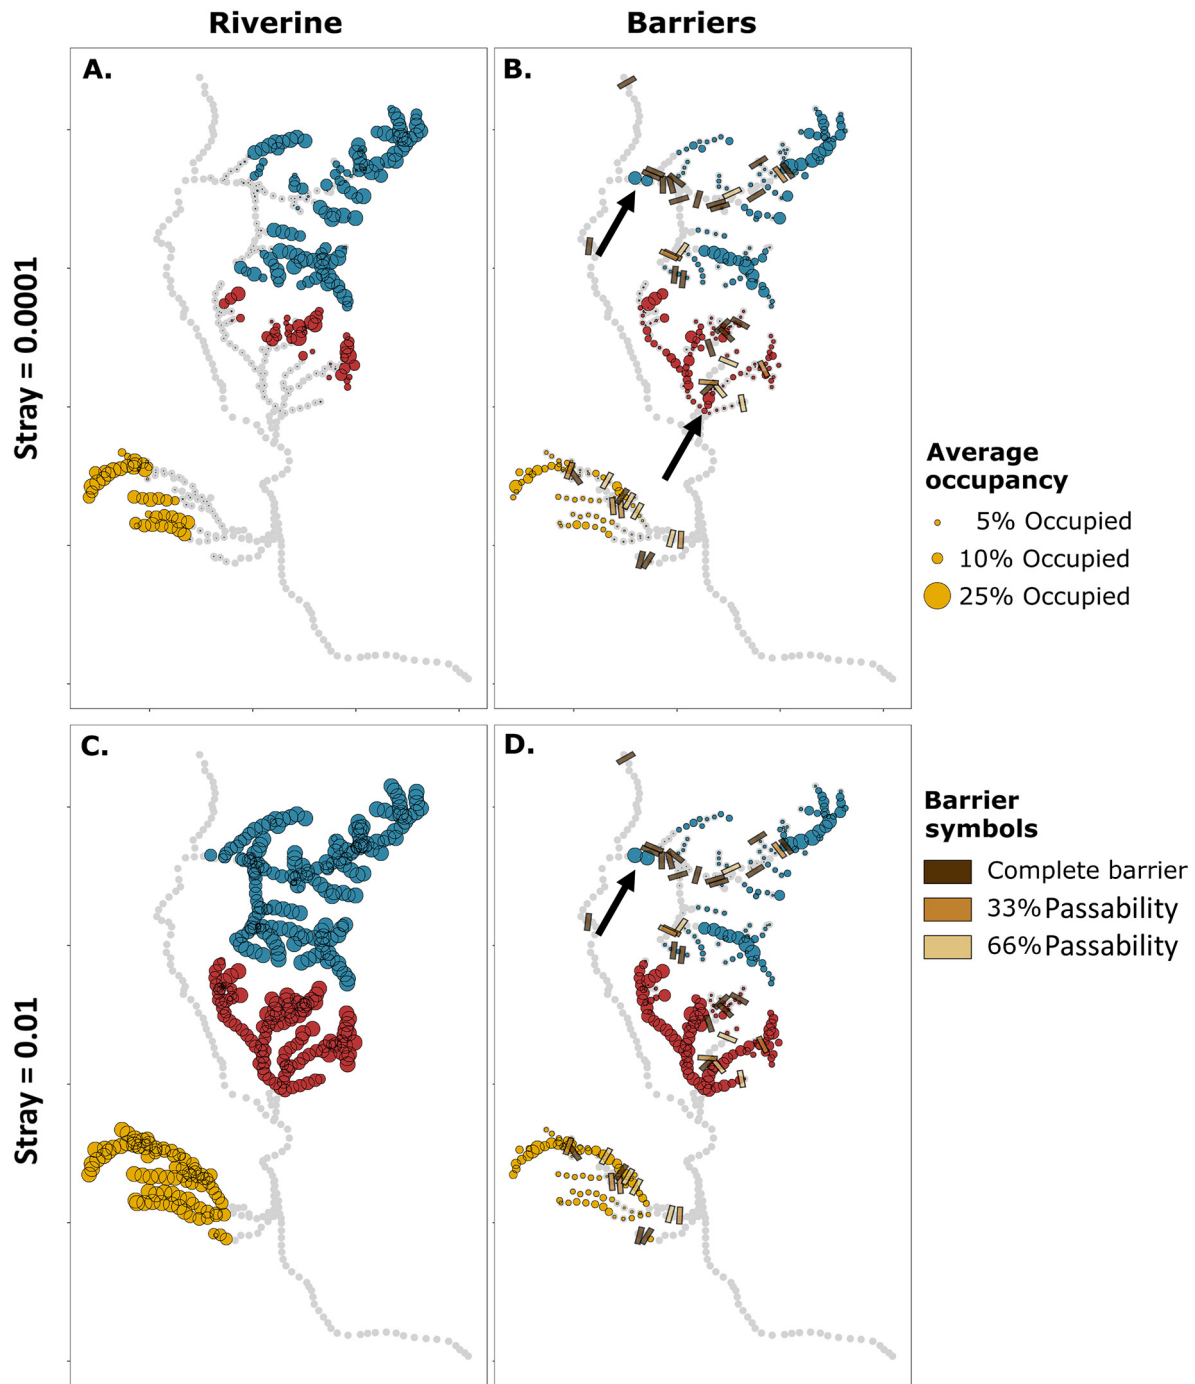 Riverine
Barriers
A.
B.
Stray = 0.0001
Average
occupancy
5% Occupied
10% Occupied
25% Occupied
C.
D.
Stray = 0.01
Barrier
symbols
Complete barrier
33% Passability
66% Passability